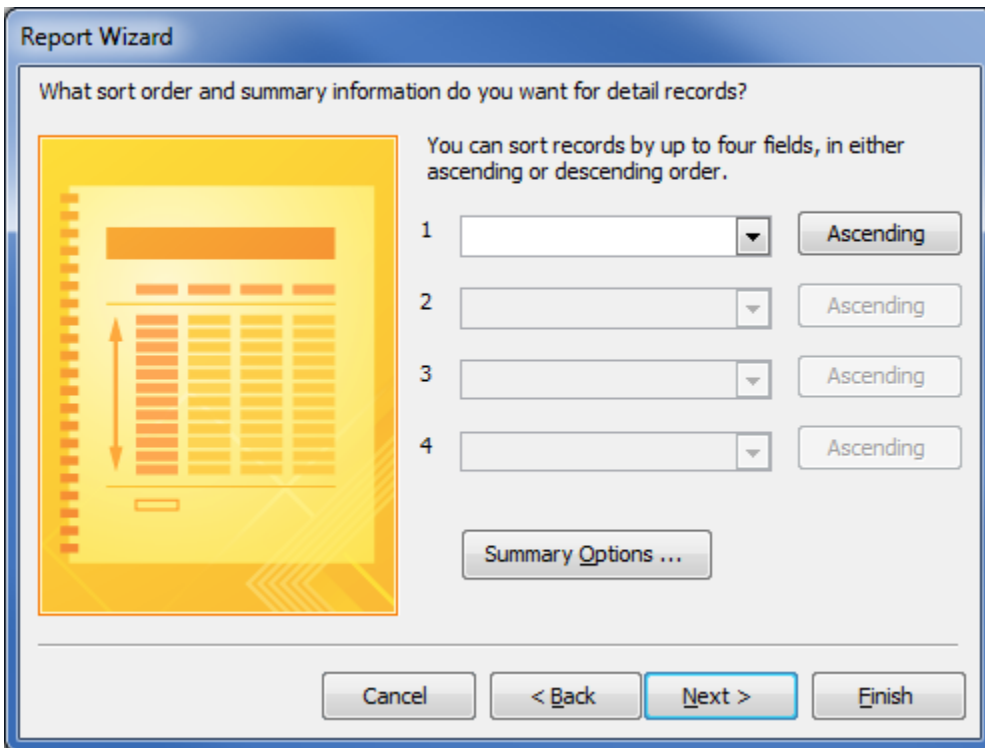 Report Wizard
What sort order and summary information do you want for detail records?
You can sort records by up to four fields, in either
ascending or descending order.
1 Ascending
2 Ascending
3 Ascending
4 Ascending
Summary Options ...
Cancel < Back Next > Finish